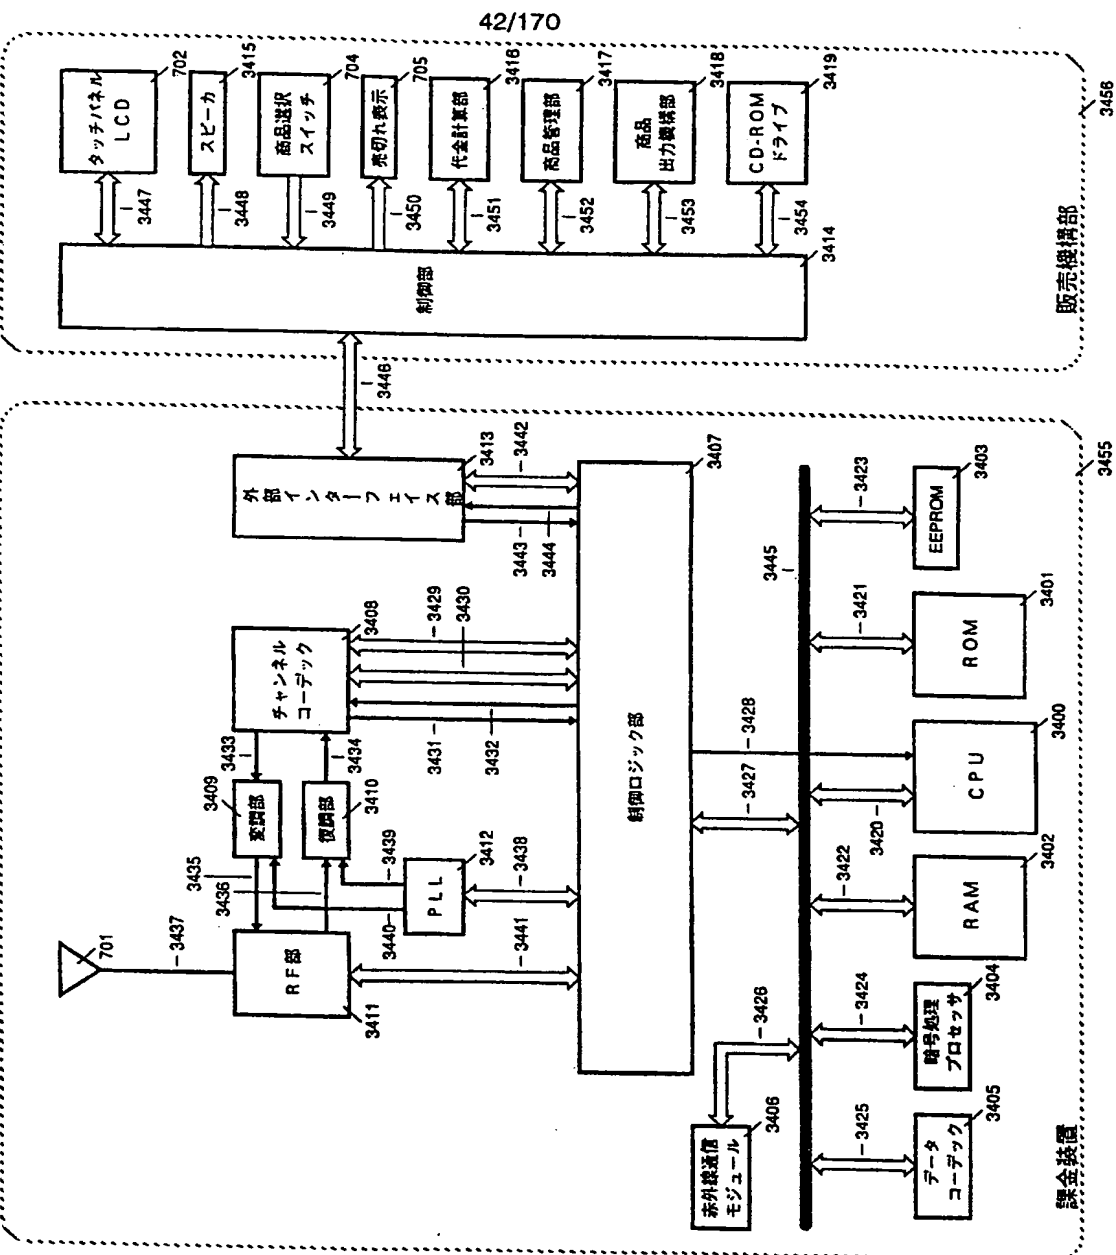 42/170
タッチパネル
LCD
702
スピーカ
3415
商品選択
スイッチ
704
売切れ表示
705
代金計算部
3416
商品管理部
3417
商品
出力機構部
3418
CD-ROM
ドライブ
3419
3447
3448
3449
3450
3451
3452
3453
3454
制御部
3414
販売機構部
3456
3446
外部インターフェイス部
3413
3442
3443
3444
制御ロジック部
3407
チャンネル
コーデック
3408
3429
3430
3431
3432
3433
3434
変調部
3409
復調部
3410
3435
3436
3439
3440
PLL
3412
3438
701
3437
RF部
3411
3441
3445
3423
EEPROM
3403
3421
ROM
3401
3428
3427
3420
CPU
3400
3422
RAM
3402
3424
暗号処理
プロセッサ
3404
3425
データ
コーデック
3405
3426
赤外線通信
モジュール
3406
課金装置
3455